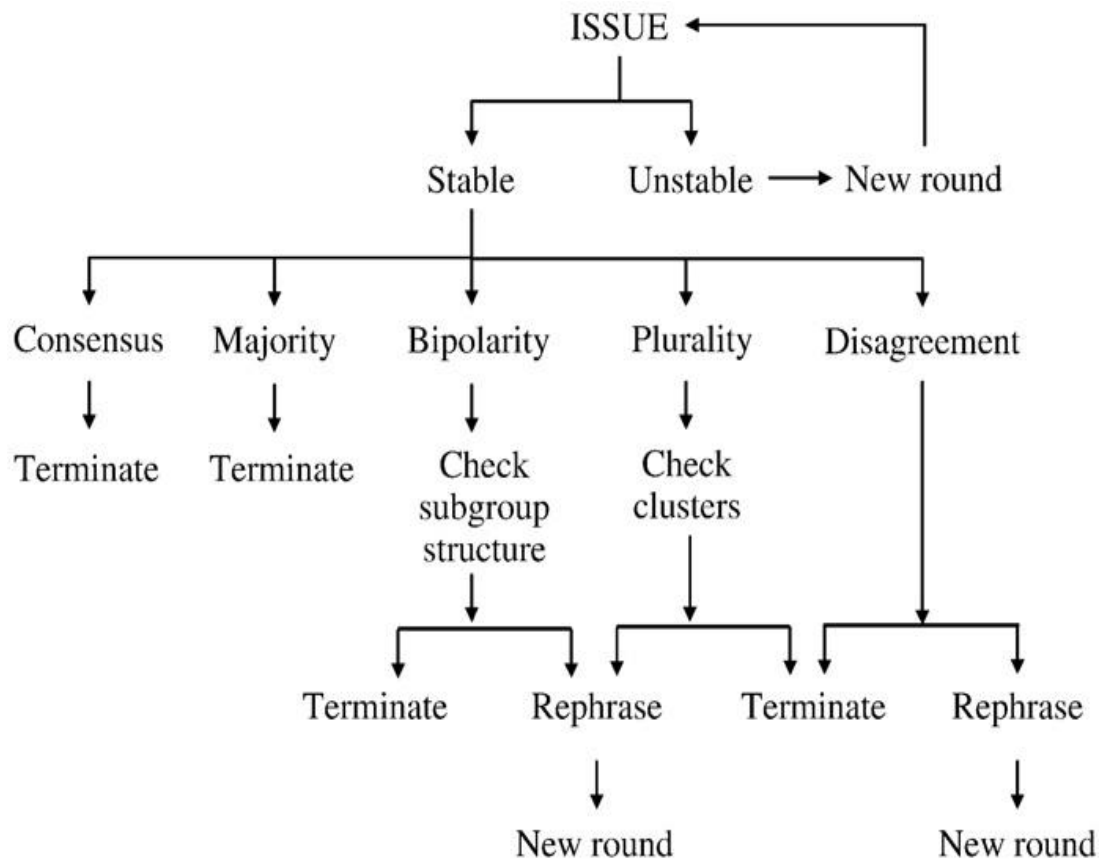 ISSUE
Stable
Unstable
New round
Consensus
Majority
Bipolarity
Plurality
Disagreement
Terminate
Terminate
Check
subgroup
structure
Check
clusters
Terminate
Rephrase
Terminate
Rephrase
New round
New round